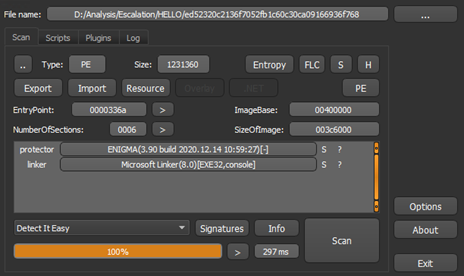 File name: D:/Analysis/Escalation/HELLO/ed52320c2136f7052fb1c60c30ca09166936f768 ...
Scan Scripts Plugins Log
.. Type: PE Size: 1231360 Entropy FLC S H
Export Import Resource Overlay .NET PE
EntryPoint: 0000336a > ImageBase: 00400000
NumberOfSections: 0006 > SizeOfImage: 003c6000
protector ENIGMA(3.90 build 2020.12.14 10:59:27)[-] S ?
linker Microsoft Linker(8.0)[EXE32,console] S ?
Options
Detect It Easy Signatures Info Scan About
100% > 297 ms
Exit